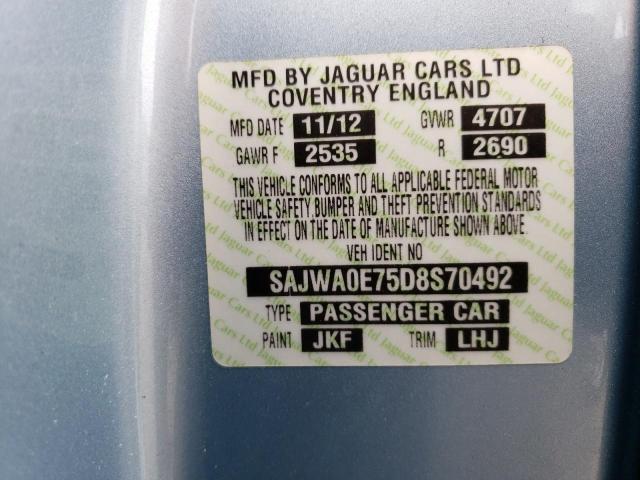 MFD BY JAGUAR CARS LTD
COVENTRY ENGLAND
MFD DATE 11/12 GVWR 4707
GAWR F 2535 R 2690
THIS VEHICLE CONFORMS TO ALL APPLICABLE FEDERAL MOTOR
VEHICLE SAFETY, BUMPER AND THEFT PREVENTION STANDARDS
IN EFFECT ON THE DATE OF MANUFACTURE SHOWN ABOVE.
VEH IDENT NO
SAJWA0E75D8S70492
TYPE PASSENGER CAR
PAINT JKF TRIM LHJ